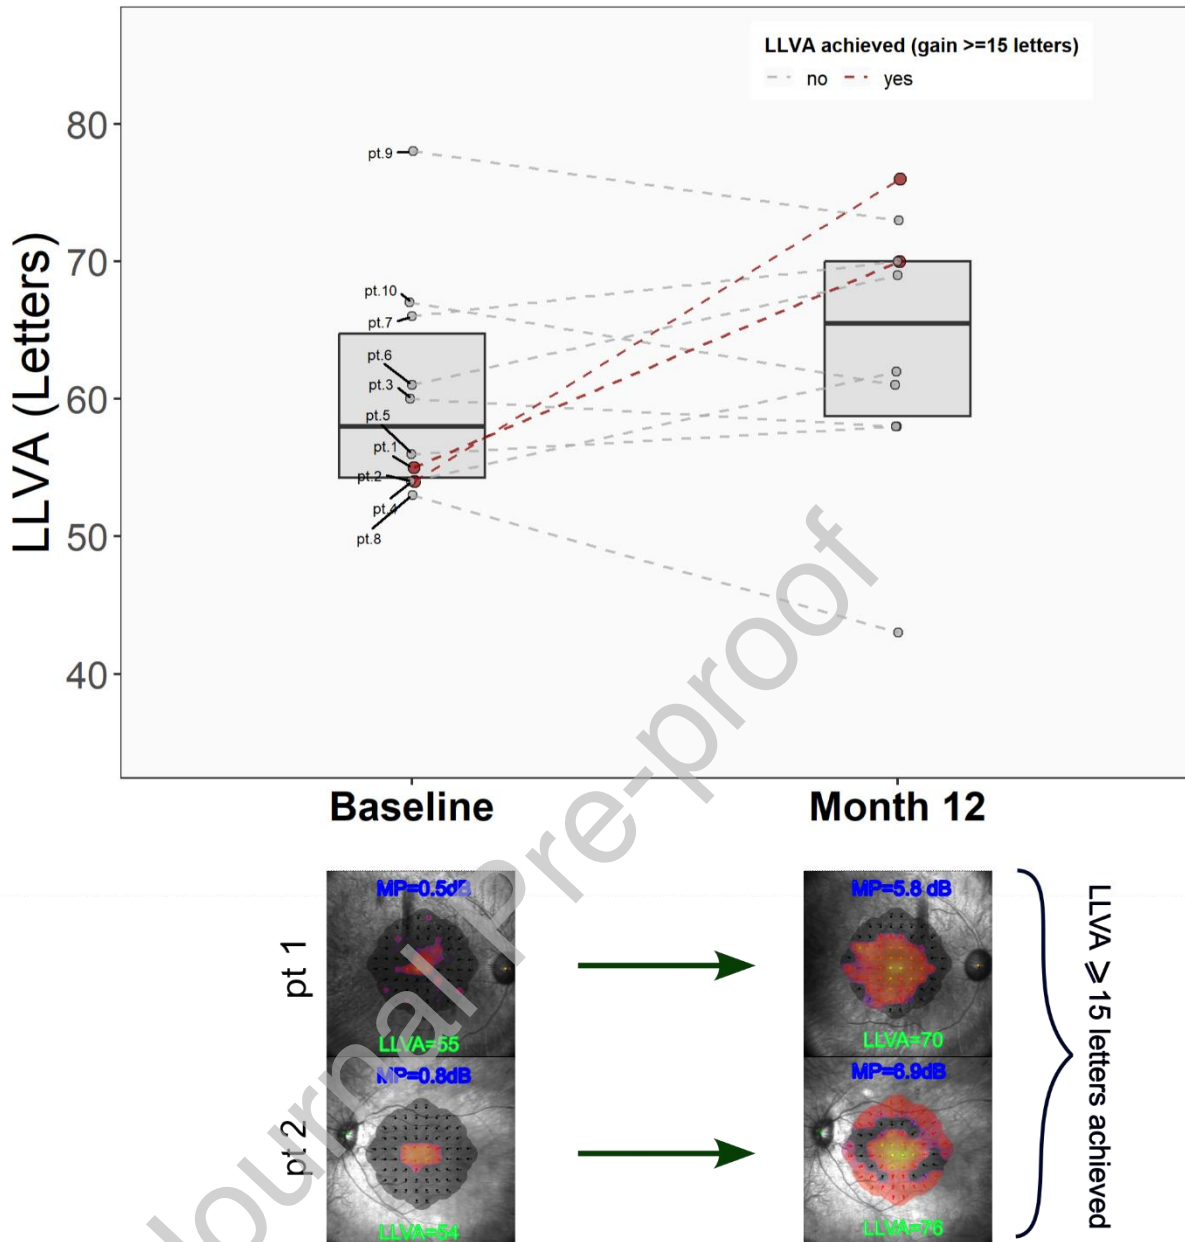 LLVA achieved (gain >=15 letters)
no yes
LLVA (Letters)
80
70
60
50
40
pt.9
pt.10
pt.7
pt.6
pt.3
pt.5
pt.1
pt.2
pt.4
pt.8
Baseline
Month 12
pt 1
MP=0.5dB
LLVA=55
MP=5.8 dB
LLVA=70
pt 2
MP=0.8dB
LLVA=54
MP=6.9dB
LLVA=76
LLVA ⩾ 15 letters achieved
Journal Pre-proof